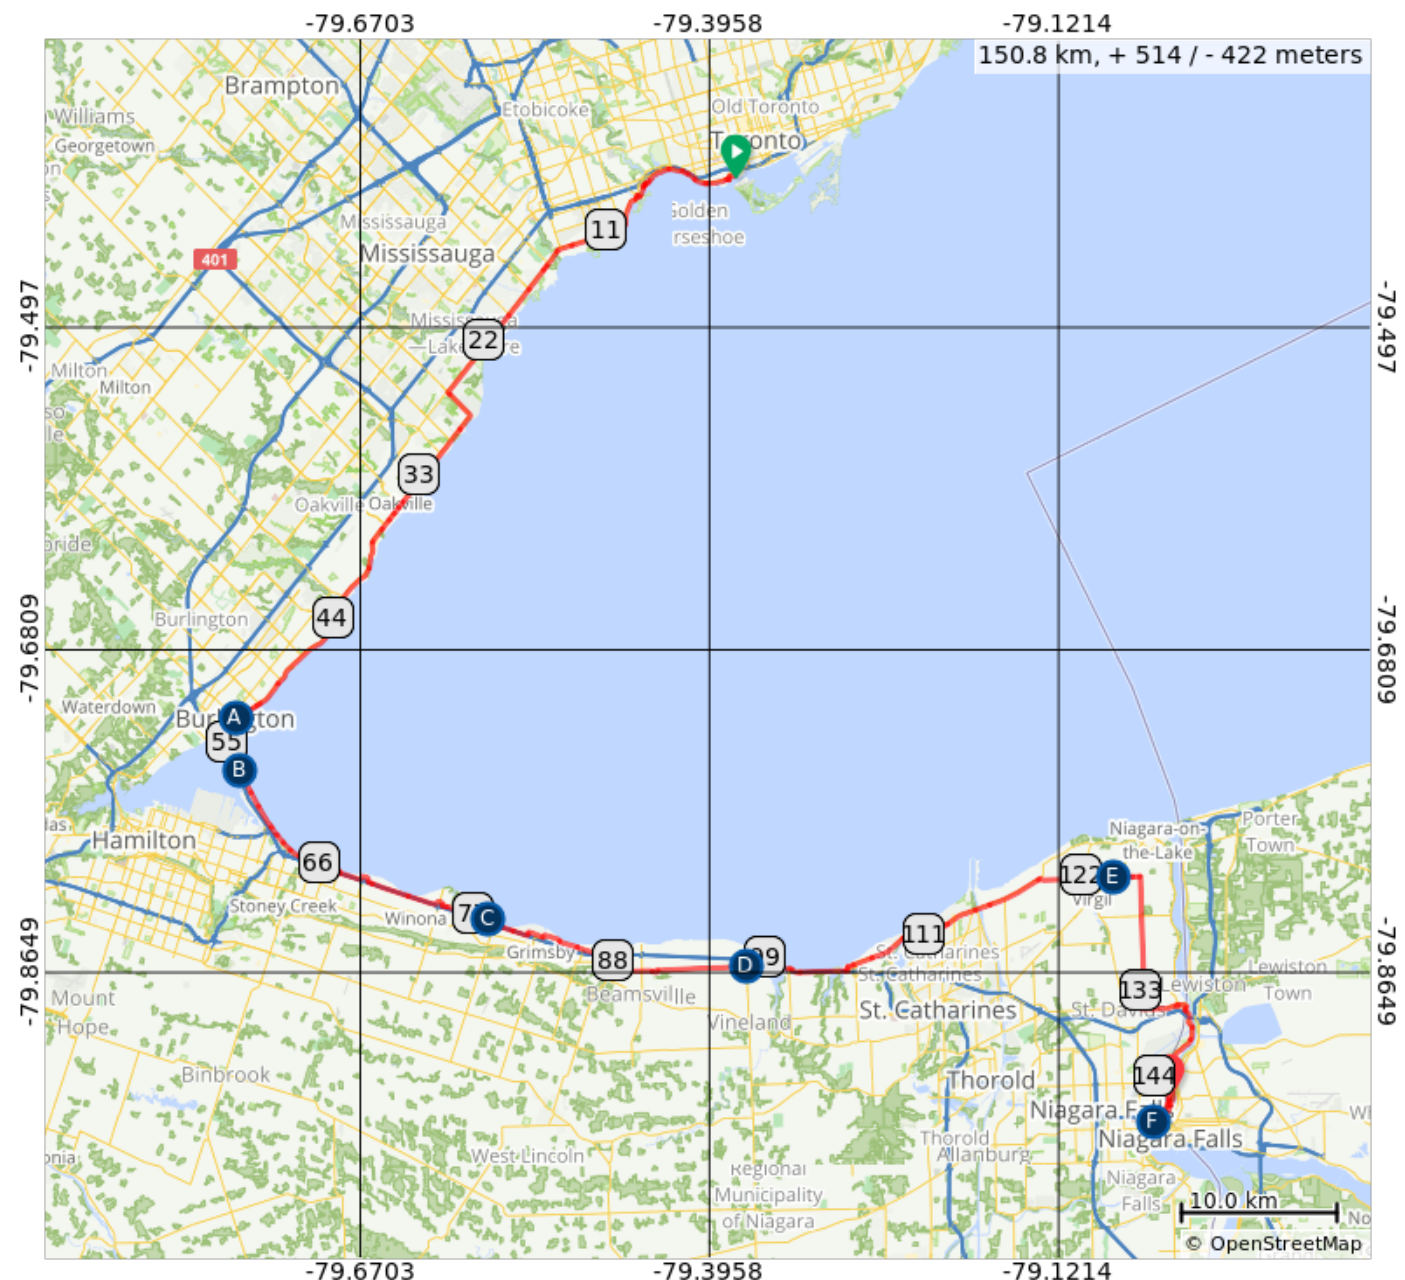 -79.6703
-79.3958
-79.1214
150.8 km, + 514 / - 422 meters
Brampton
Williams
Georgetown
Etobicoke
Old Toronto
Toronto
Mississauga
Mississauga
11
401
-79.497
-79.497
22
Milton
Milton
33
Oakville
Oakville
44
Burlington
-79.6809
-79.6809
Waterdown
Burlington
A
55
B
Hamilton
66
Stoney Creek
Winona
C
Grimsby
88
Beamsville
D
Vineland
111
St. Catharines
St. Catharines
St. Catharines
Niagara-on-
the-Lake
Porter
Town
122
E
Virgil
-79.8649
-79.8649
133
Lewiston
Lewiston
Town
St. Davids
Mount
Hope
Binbrook
Thorold
144
Niagara Falls
F
Niagara Falls
Thorold
Allanburg
West Lincoln
Regional
Municipality
of Niagara
Niagara
Falls
10.0 km
© OpenStreetMap
-79.6703
-79.3958
-79.1214